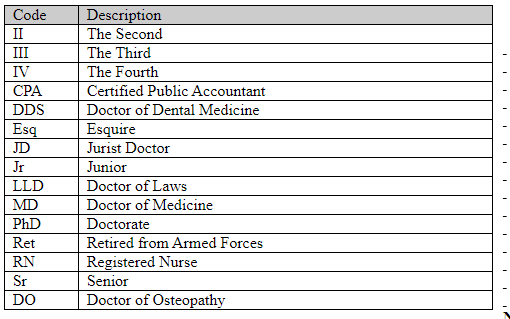 Code Description
II The Second
III The Third
IV The Fourth
CPA Certified Public Accountant
DDS Doctor of Dental Medicine
Esq Esquire
JD Jurist Doctor
Jr Junior
LLD Doctor of Laws
MD Doctor of Medicine
PhD Doctorate
Ret Retired from Armed Forces
RN Registered Nurse
Sr Senior
DO Doctor of Osteopathy